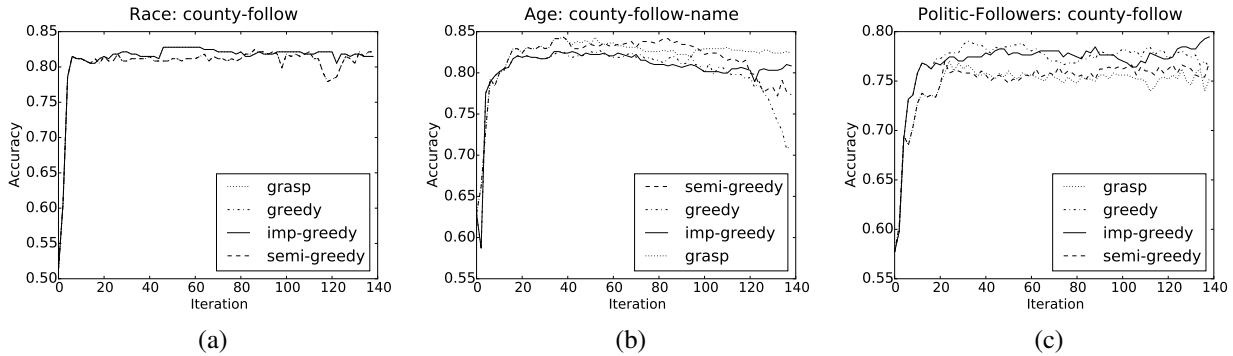 Race: county-follow
0.85
0.80
0.75
0.70
0.65
0.60
0.55
0.50
Accuracy
grasp
greedy
imp-greedy
semi-greedy
0 20 40 60 80 100 120 140
Iteration
(a)
Age: county-follow-name
0.85
0.80
0.75
0.70
0.65
0.60
0.55
Accuracy
semi-greedy
greedy
imp-greedy
grasp
0 20 40 60 80 100 120 140
Iteration
(b)
Politic-Followers: county-follow
0.80
0.75
0.70
0.65
0.60
0.55
Accuracy
grasp
greedy
imp-greedy
semi-greedy
0 20 40 60 80 100 120 140
Iteration
(c)